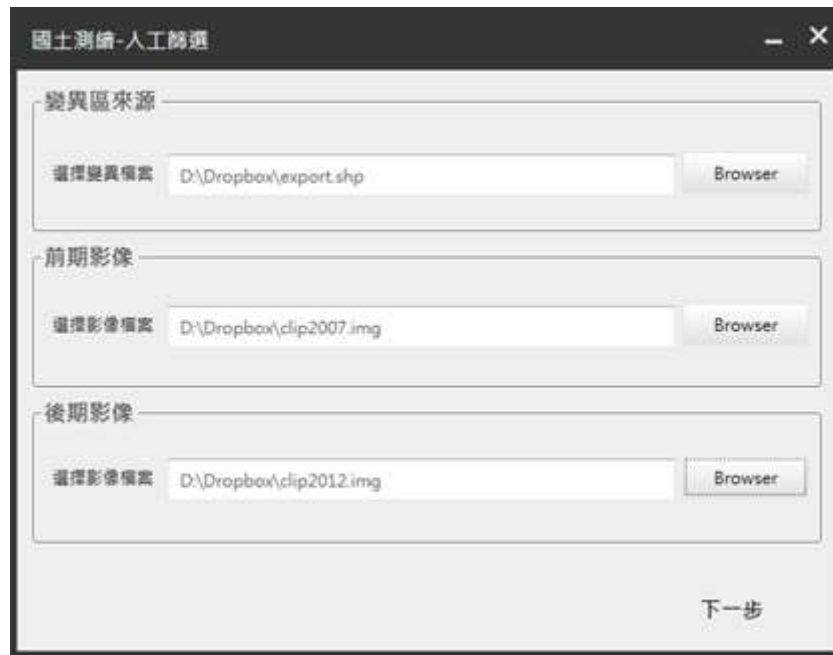 國土測繪-人工篩選
變異區來源
選擇變異檔案 D:\Dropbox\export.shp Browser
前期影像
選擇影像檔案 D:\Dropbox\clip2007.img Browser
後期影像
選擇影像檔案 D:\Dropbox\clip2012.img Browser
下一步